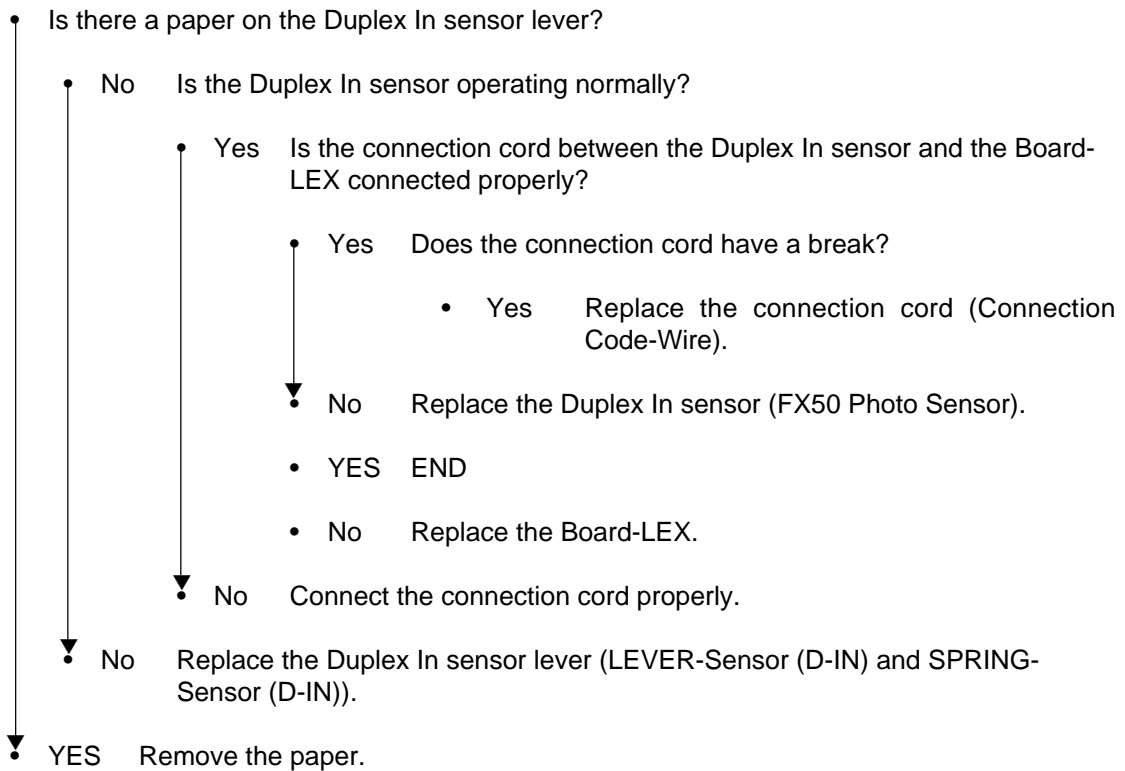 • Is there a paper on the Duplex In sensor lever?
• No Is the Duplex In sensor operating normally?
• Yes Is the connection cord between the Duplex In sensor and the Board-
LEX connected properly?
• Yes Does the connection cord have a break?
• Yes Replace the connection cord (Connection
Code-Wire).
• No Replace the Duplex In sensor (FX50 Photo Sensor).
• YES END
• No Replace the Board-LEX.
• No Connect the connection cord properly.
• No Replace the Duplex In sensor lever (LEVER-Sensor (D-IN) and SPRING-
Sensor (D-IN)).
• YES Remove the paper.